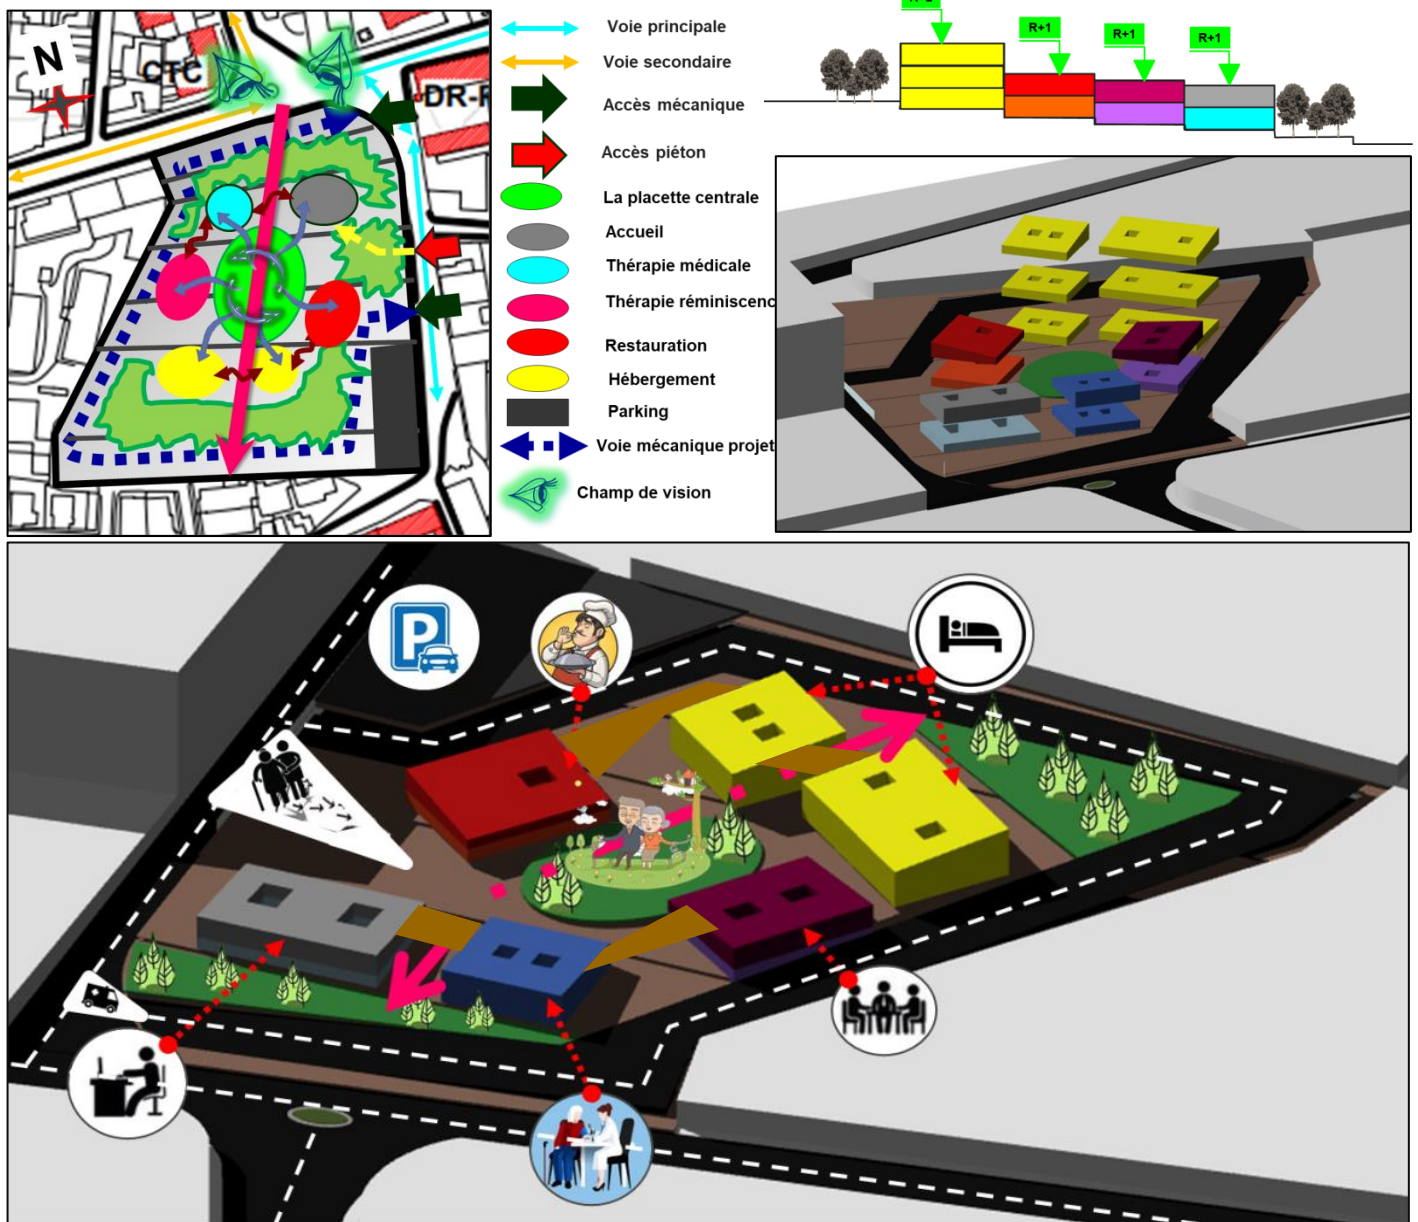 N
CTC
DR-
Voie principale
Voie secondaire
Accès mécanique
Accès piéton
La placette centrale
Accueil
Thérapie médicale
Thérapie réminiscenc
Restauration
Hébergement
Parking
Voie mécanique projet
Champ de vision
R+1
R+1
R+1
P